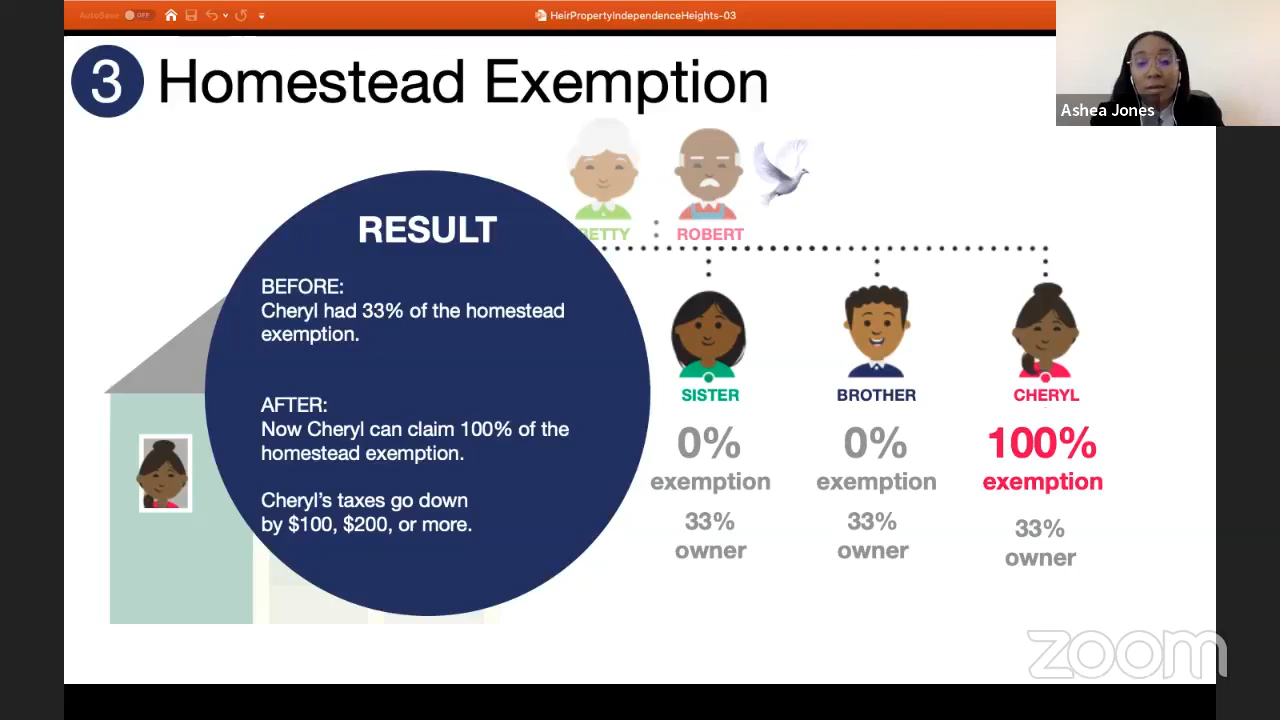 AutoSave OFF
HeirPropertyIndependenceHeights-03
3 Homestead Exemption
Ashea Jones
RESULT
BEFORE:
Cheryl had 33% of the homestead
exemption.
AFTER:
Now Cheryl can claim 100% of the
homestead exemption.
Cheryl's taxes go down
by $100, $200, or more.
ETTY
ROBERT
SISTER
BROTHER
CHERYL
0%
exemption
33%
owner
0%
exemption
33%
owner
100%
exemption
33%
owner
zoom